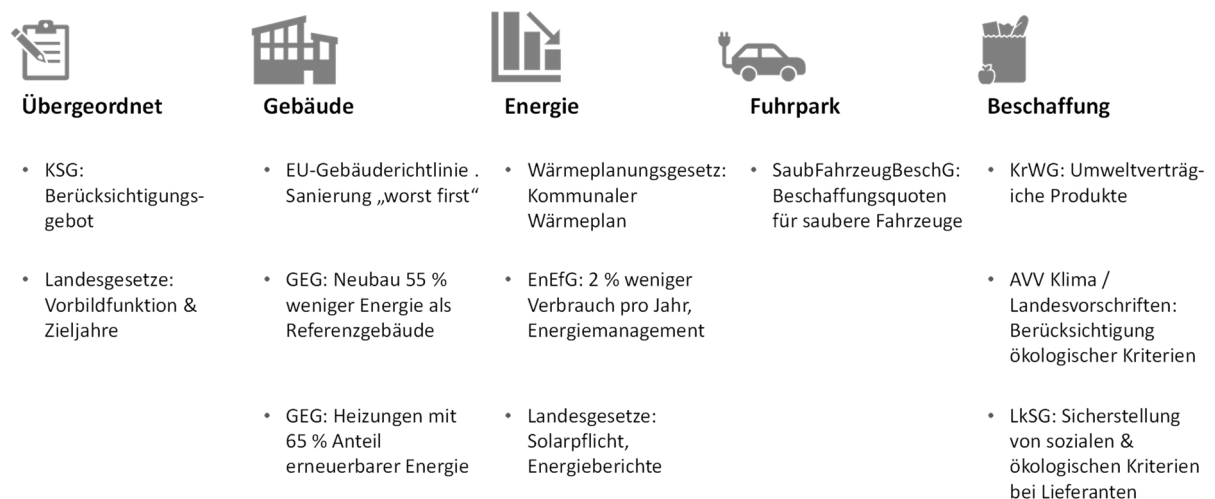 Übergeordnet
• KSG:
Berücksichtigungs-
gebot
• Landesgesetze:
Vorbildfunktion &
Zieljahre
Gebäude
• EU-Gebäuderichtlinie .
Sanierung „worst first“
• GEG: Neubau 55 %
weniger Energie als
Referenzgebäude
• GEG: Heizungen mit
65 % Anteil
erneuerbarer Energie
Energie
• Wärmeplanungsgesetz:
Kommunaler
Wärmeplan
• EnEfG: 2 % weniger
Verbrauch pro Jahr,
Energiemanagement
• Landesgesetze:
Solarpflicht,
Energieberichte
Fuhrpark
• SaubFahrzeugBeschG:
Beschaffungsquoten
für saubere Fahrzeuge
Beschaffung
• KrWG: Umweltverträg-
iche Produkte
• AVV Klima /
Landesvorschriften:
Berücksichtigung
ökologischer Kriterien
• LkSG: Sicherstellung
von sozialen &
ökologischen Kriterien
bei Lieferanten